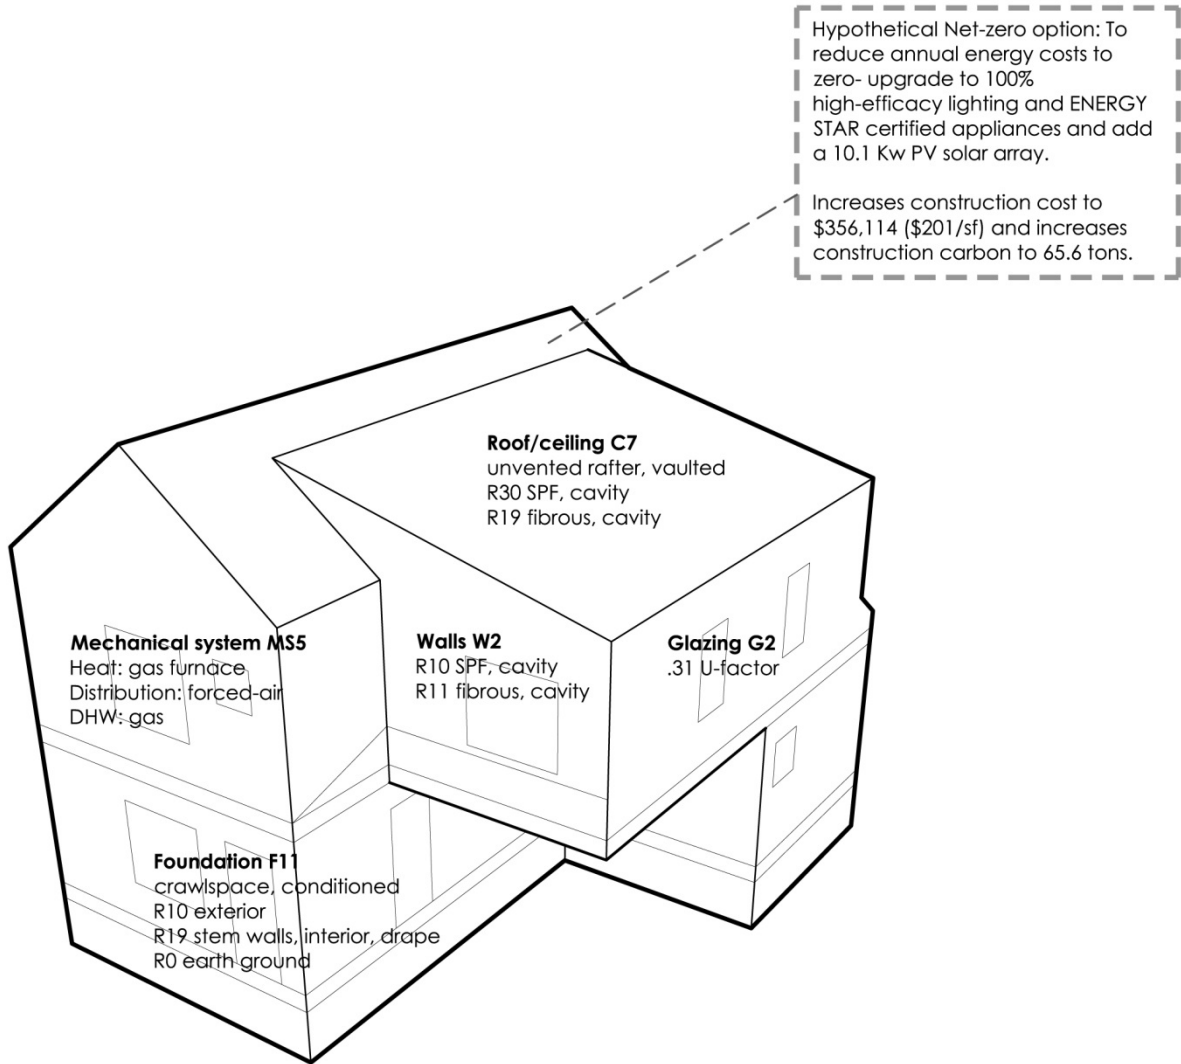 Hypothetical Net-zero option: To
reduce annual energy costs to
zero- upgrade to 100%
high-efficacy lighting and ENERGY
STAR certified appliances and add
a 10.1 Kw PV solar array.
Increases construction cost to
$356,114 ($201/sf) and increases
construction carbon to 65.6 tons.
Roof/ceiling C7
unvented rafter, vaulted
R30 SPF, cavity
R19 fibrous, cavity
Mechanical system MS5
Heat: gas furnace
Distribution: forced-air
DHW: gas
Walls W2
R10 SPF, cavity
R11 fibrous, cavity
Glazing G2
.31 U-factor
Foundation F11
crawlspace, conditioned
R10 exterior
R19 stem walls, interior, drape
R0 earth ground